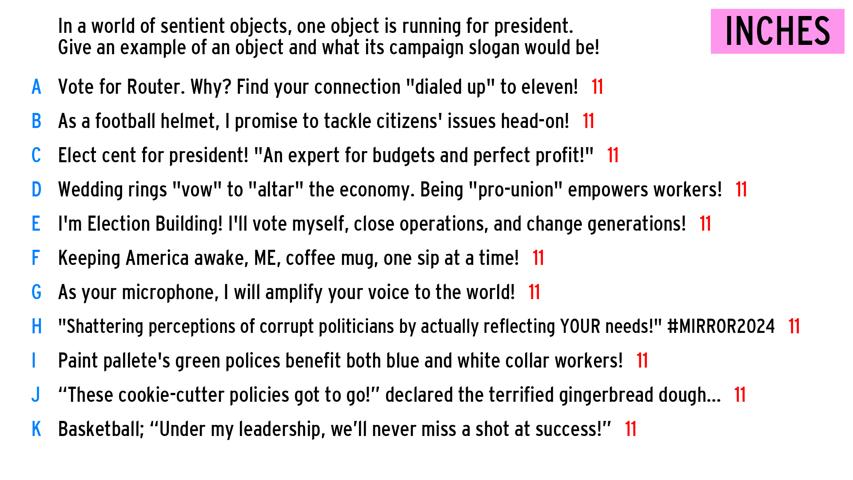 In a world of sentient objects, one object is running for president.
Give an example of an object and what its campaign slogan would be!
INCHES
A Vote for Router. Why? Find your connection "dialed up" to eleven! 11
B As a football helmet, I promise to tackle citizens' issues head-on! 11
C Elect cent for president! "An expert for budgets and perfect profit!" 11
D Wedding rings "vow" to "altar" the economy. Being "pro-union" empowers workers! 11
E I'm Election Building! I'll vote myself, close operations, and change generations! 11
F Keeping America awake, ME, coffee mug, one sip at a time! 11
G As your microphone, I will amplify your voice to the world! 11
H "Shattering perceptions of corrupt politicians by actually reflecting YOUR needs!" #MIRROR2024 11
I Paint pallete's green polices benefit both blue and white collar workers! 11
J “These cookie-cutter policies got to go!” declared the terrified gingerbread dough... 11
K Basketball; “Under my leadership, we’ll never miss a shot at success!” 11